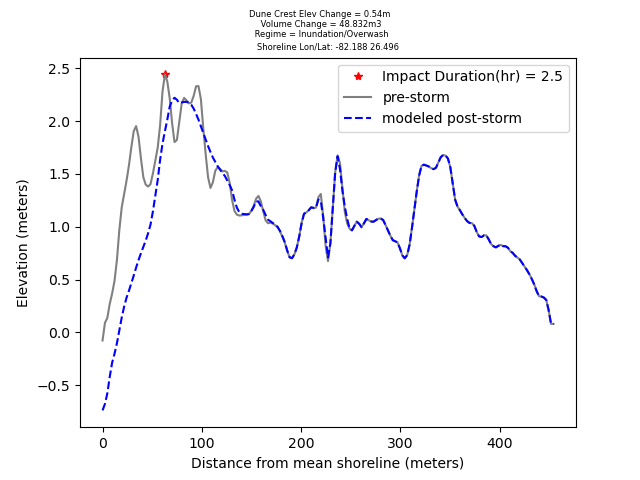 Dune Crest Elev Change = 0.54m
Volume Change = 48.832m3
Regime = Inundation/Overwash
Shoreline Lon/Lat: -82.188 26.496
Impact Duration(hr) = 2.5
pre-storm
modeled post-storm
2.5
2.0
1.5
1.0
0.5
0.0
−0.5
Elevation (meters)
0 100 200 300 400
Distance from mean shoreline (meters)